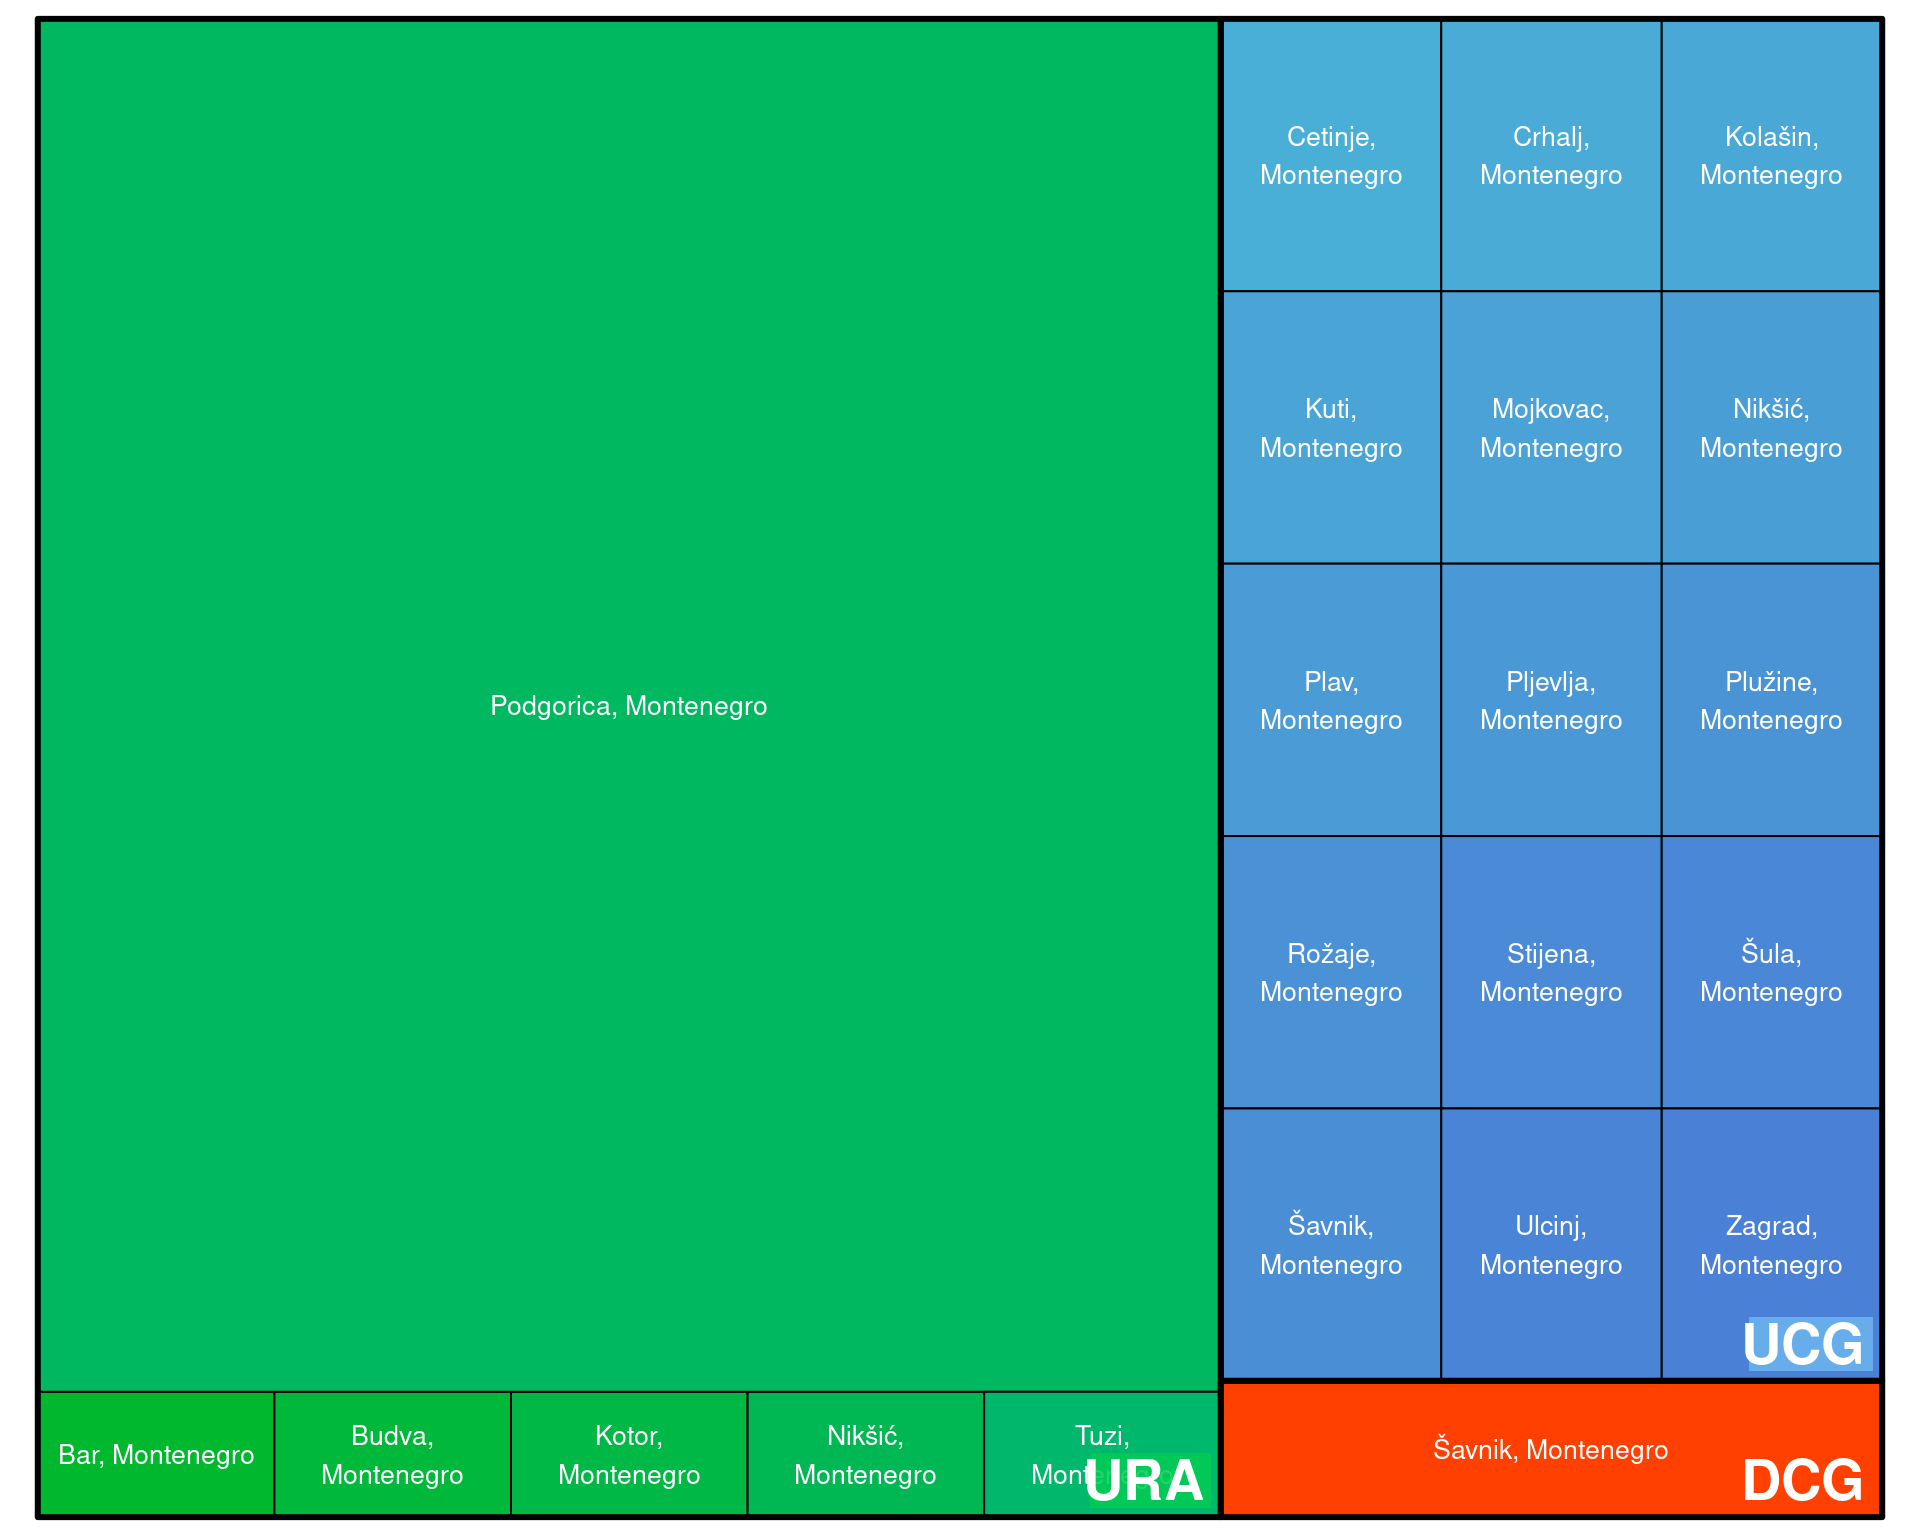 Podgorica, Montenegro
Bar, Montenegro
Budva,
Montenegro
Kotor,
Montenegro
Nikšić,
Montenegro
Tuzi,
Montenegro
URA
Cetinje,
Montenegro
Crhalj,
Montenegro
Kolašin,
Montenegro
Kuti,
Montenegro
Mojkovac,
Montenegro
Nikšić,
Montenegro
Plav,
Montenegro
Pljevlja,
Montenegro
Plužine,
Montenegro
Rožaje,
Montenegro
Stijena,
Montenegro
Šula,
Montenegro
Šavnik,
Montenegro
Ulcinj,
Montenegro
Zagrad,
Montenegro
UCG
Šavnik, Montenegro
DCG